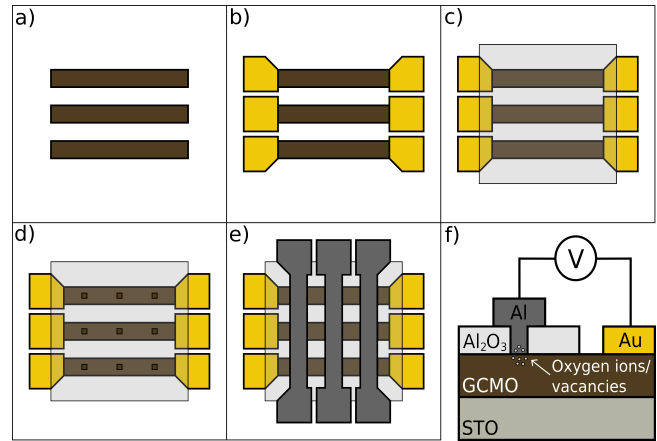 a)
b)
c)
d)
e)
f)
V
Al
Al₂O₃
Au
Oxygen ions/
vacancies
GCMO
STO